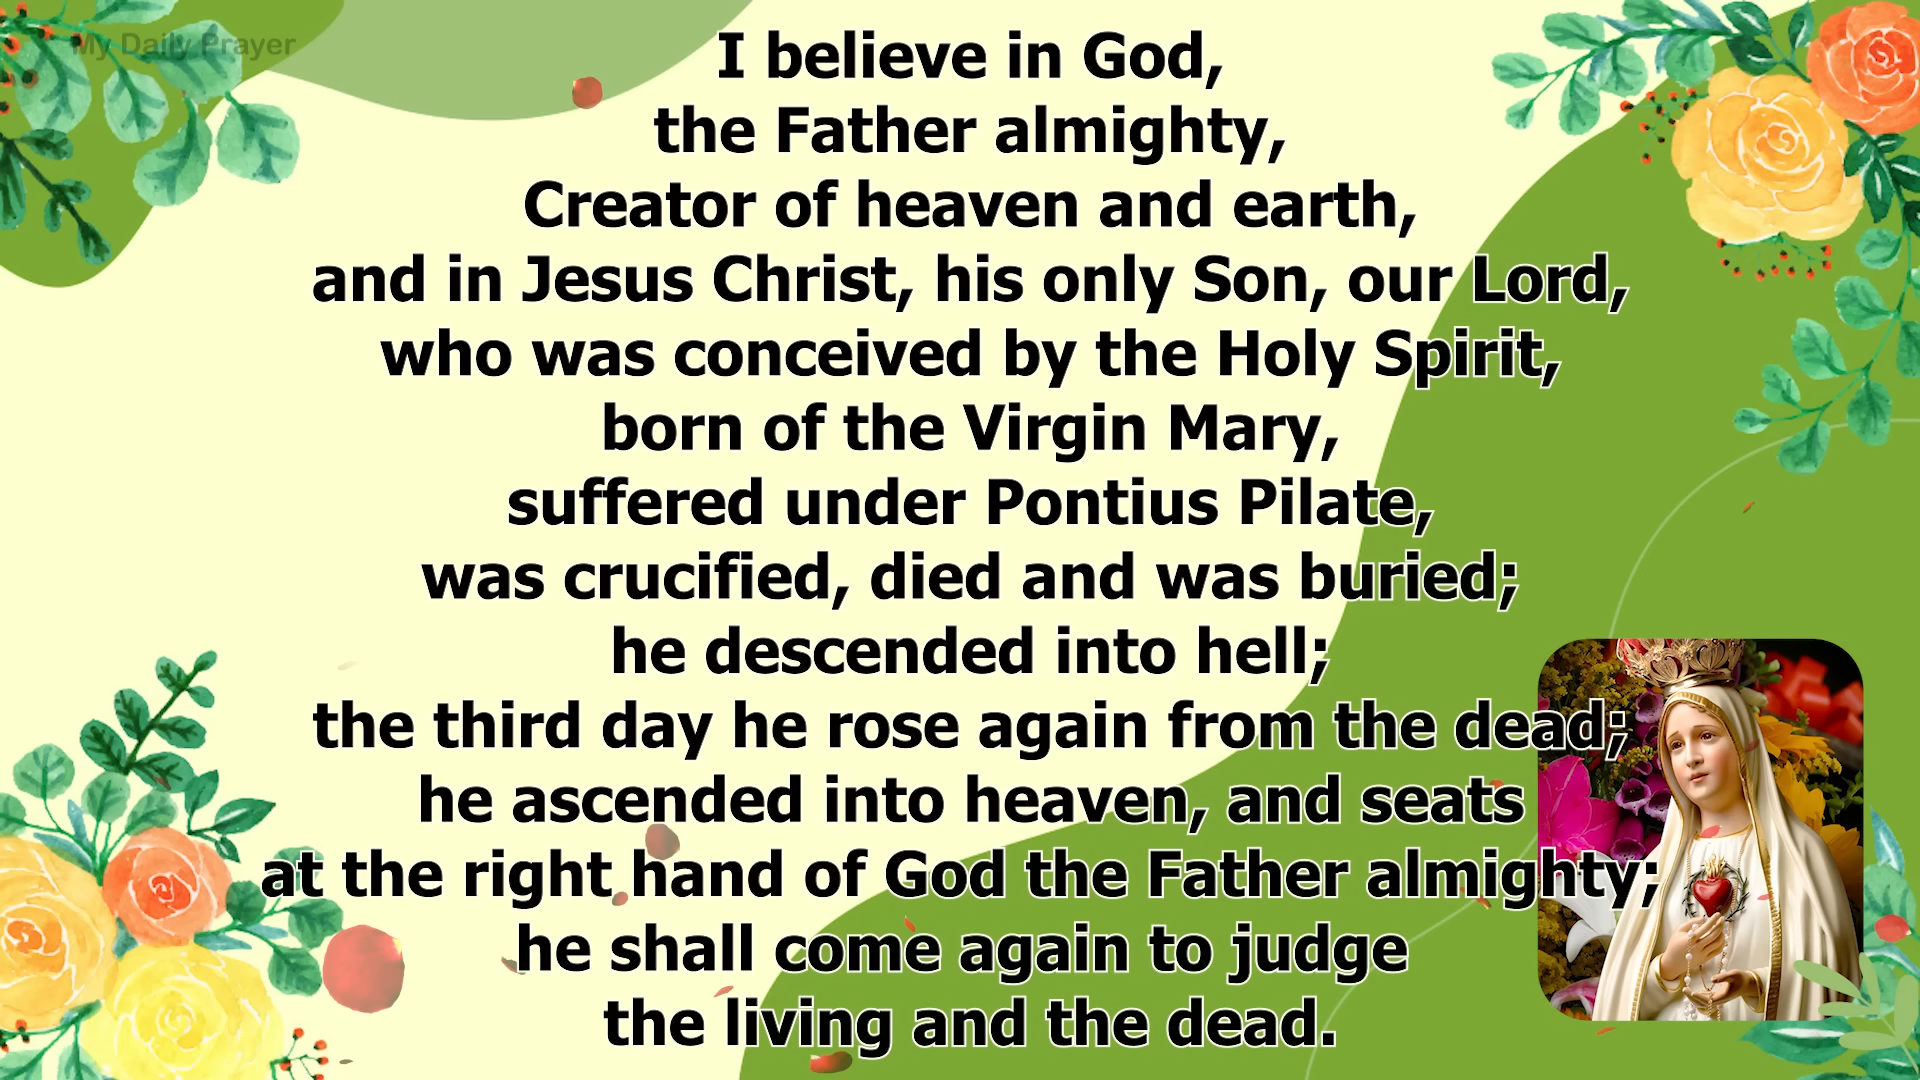 My Daily Prayer
I believe in God,
the Father almighty,
Creator of heaven and earth,
and in Jesus Christ, his only Son, our Lord,
who was conceived by the Holy Spirit,
born of the Virgin Mary,
suffered under Pontius Pilate,
was crucified, died and was buried;
he descended into hell;
the third day he rose again from the dead;
he ascended into heaven, and seats
at the right hand of God the Father almighty;
he shall come again to judge
the living and the dead.